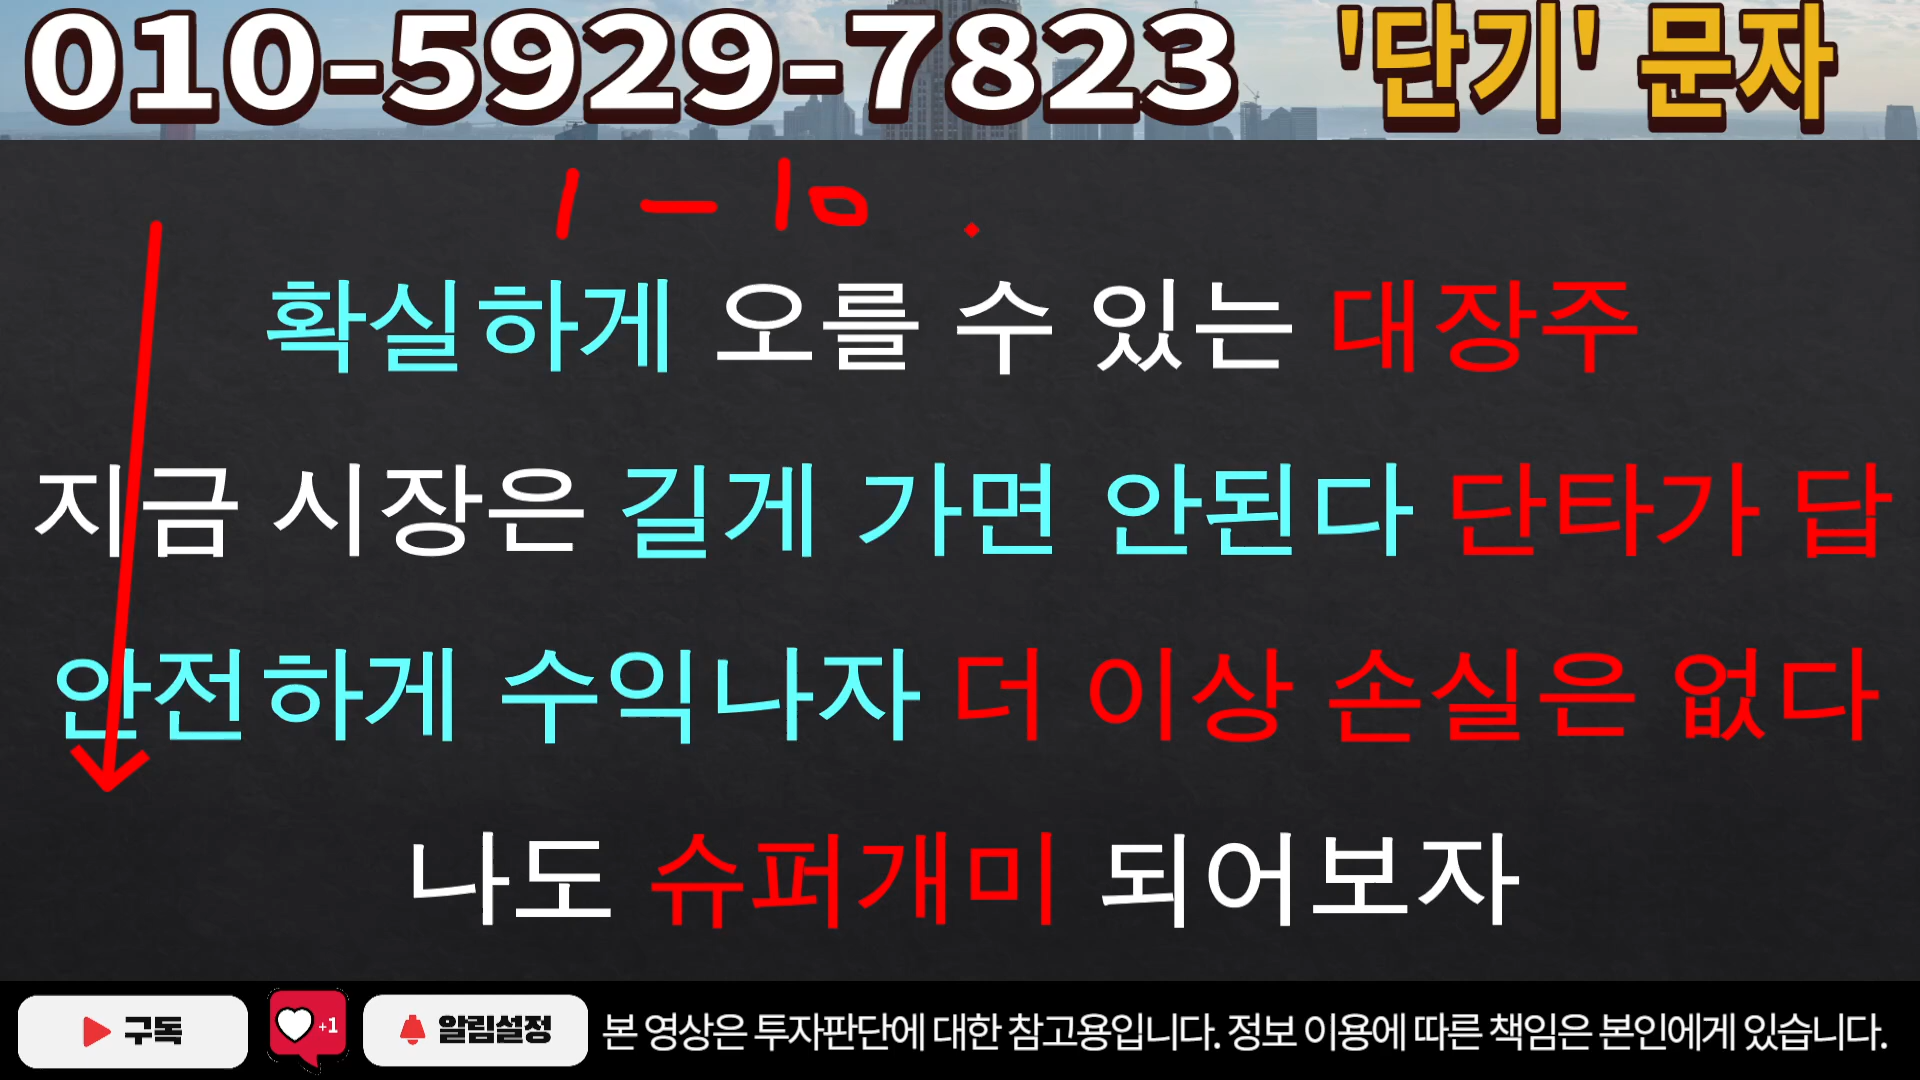 010-5929-7823 '단기' 문자
1 - 10
확실하게 오를 수 있는 대장주
지금 시장은 길게 가면 안된다 단타가 답
안전하게 수익나자 더 이상 손실은 없다
나도 슈퍼개미 되어보자
구독 +1 알림설정 본 영상은 투자판단에 대한 참고용입니다. 정보 이용에 따른 책임은 본인에게 있습니다.